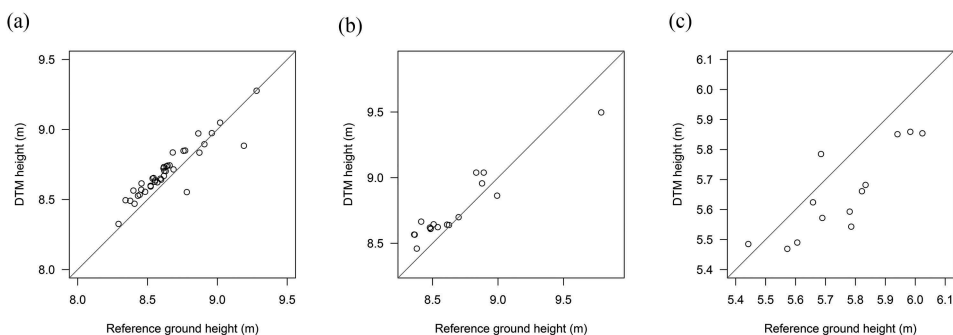 (a)
9.5
9.0
8.5
8.0
DTM height (m)
8.0 8.5 9.0 9.5
Reference ground height (m)
(b)
9.5
9.0
8.5
DTM height (m)
8.5 9.0 9.5
Reference ground height (m)
(c)
6.1
6.0
5.9
5.8
5.7
5.6
5.5
5.4
DTM height (m)
5.4 5.5 5.6 5.7 5.8 5.9 6.0 6.1
Reference ground height (m)